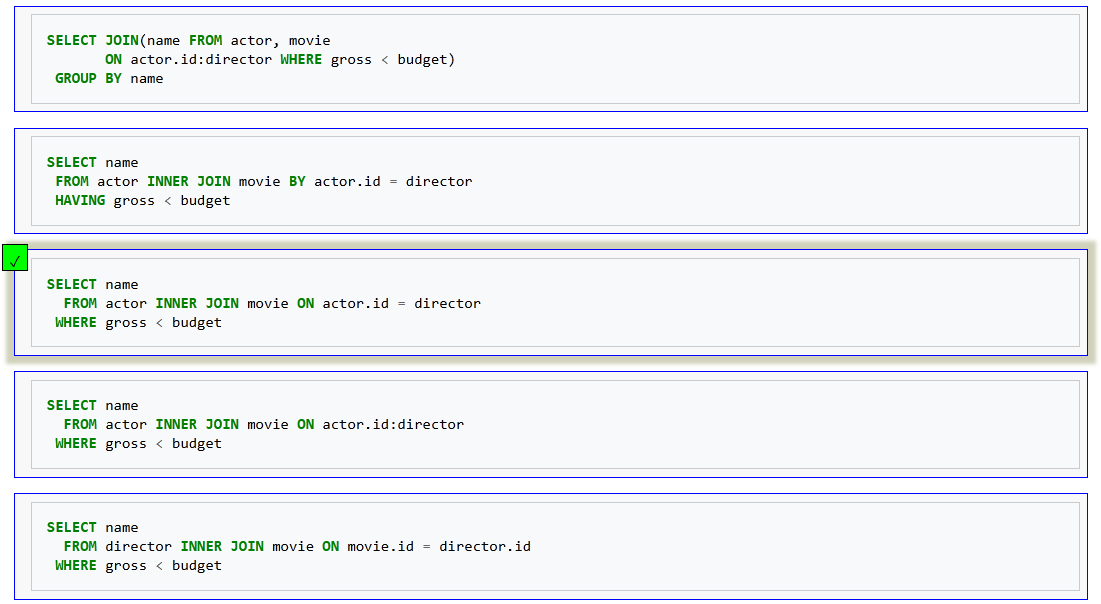 SELECT JOIN(name FROM actor, movie
ON actor.id:director WHERE gross < budget)
GROUP BY name
SELECT name
FROM actor INNER JOIN movie BY actor.id = director
HAVING gross < budget
✓
SELECT name
FROM actor INNER JOIN movie ON actor.id = director
WHERE gross < budget
SELECT name
FROM actor INNER JOIN movie ON actor.id:director
WHERE gross < budget
SELECT name
FROM director INNER JOIN movie ON movie.id = director.id
WHERE gross < budget